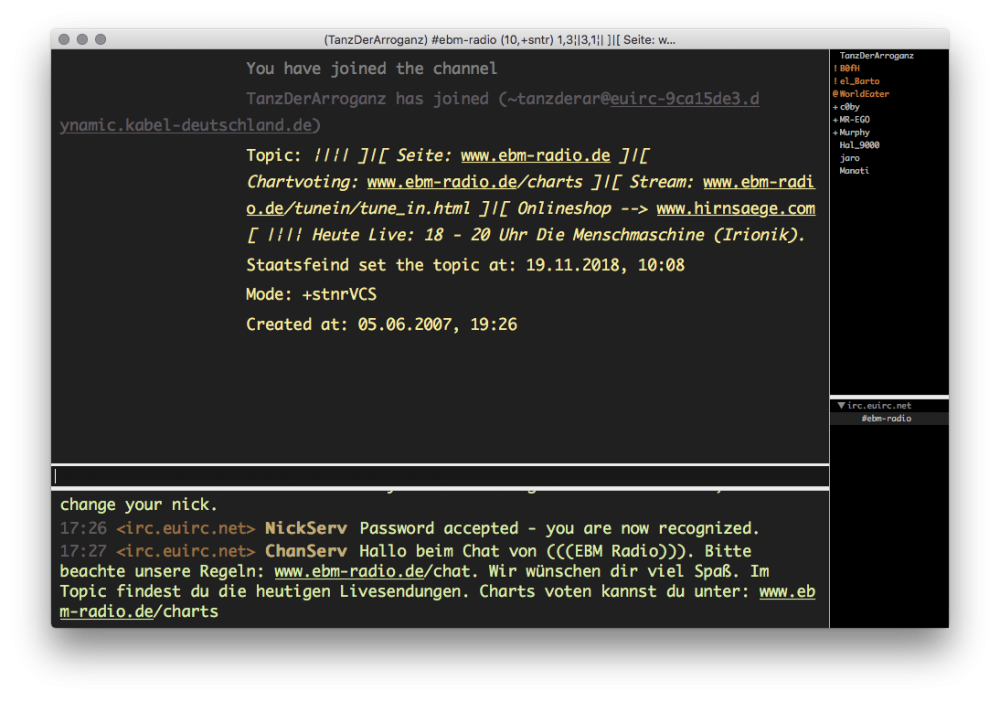 (TanzDerArroganz) #ebm-radio (10,+sntr) 1,3¦||3,1¦| ]|[ Seite: w...
You have joined the channel
TanzDerArroganz has joined (~tanzderar@euirc-9ca15de3.d
ynamic.kabel-deutschland.de)
Topic: ¦|¦| ]|[ Seite: www.ebm-radio.de ]|[
Chartvoting: www.ebm-radio.de/charts ]|[ Stream: www.ebm-radi
o.de/tunein/tune_in.html ]|[ Onlineshop --> www.hirnsaege.com
[ |¦|¦ Heute Live: 18 - 20 Uhr Die Menschmaschine (Irionik).
Staatsfeind set the topic at: 19.11.2018, 10:08
Mode: +stnrVCS
Created at: 05.06.2007, 19:26
change your nick.
17:26 <irc.euirc.net> NickServ Password accepted - you are now recognized.
17:27 <irc.euirc.net> ChanServ Hallo beim Chat von (((EBM Radio))). Bitte
beachte unsere Regeln: www.ebm-radio.de/chat. Wir wünschen dir viel Spaß. Im
Topic findest du die heutigen Livesendungen. Charts voten kannst du unter: www.eb
m-radio.de/charts
TanzDerArroganz
! B0fH
! el_Barto
@ WorldEater
+ c0by
+ MR-EGO
+ Murphy
Hal_9000
jaro
Manati
▼irc.euirc.net
#ebm-radio